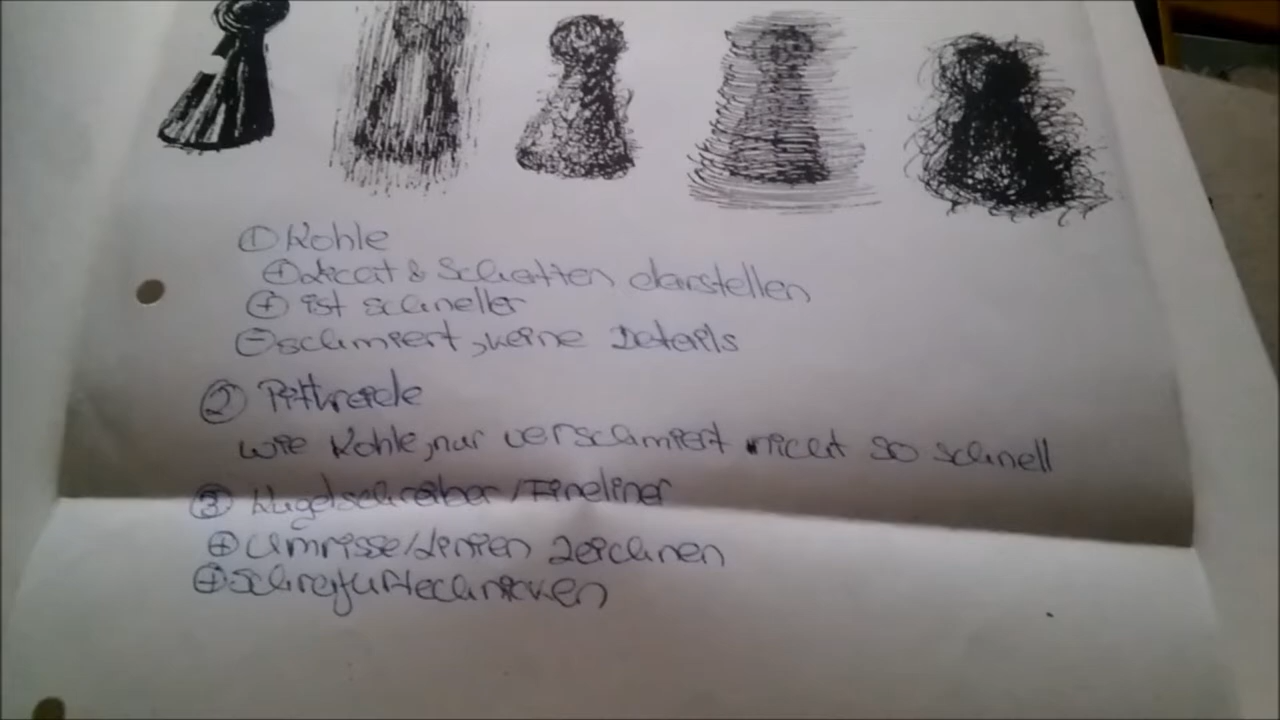 ① Kohle
⊕ Licht & Schatten darstellen
⊕ ist schneller
⊖ schmiert, keine Details
② Pittkreide
wie Kohle, nur verschmiert nicht so schnell
③ Kugelschreiber/Fineliner
⊕ Umrisse/Linien zeichnen
⊕ Schraffurtechnicken